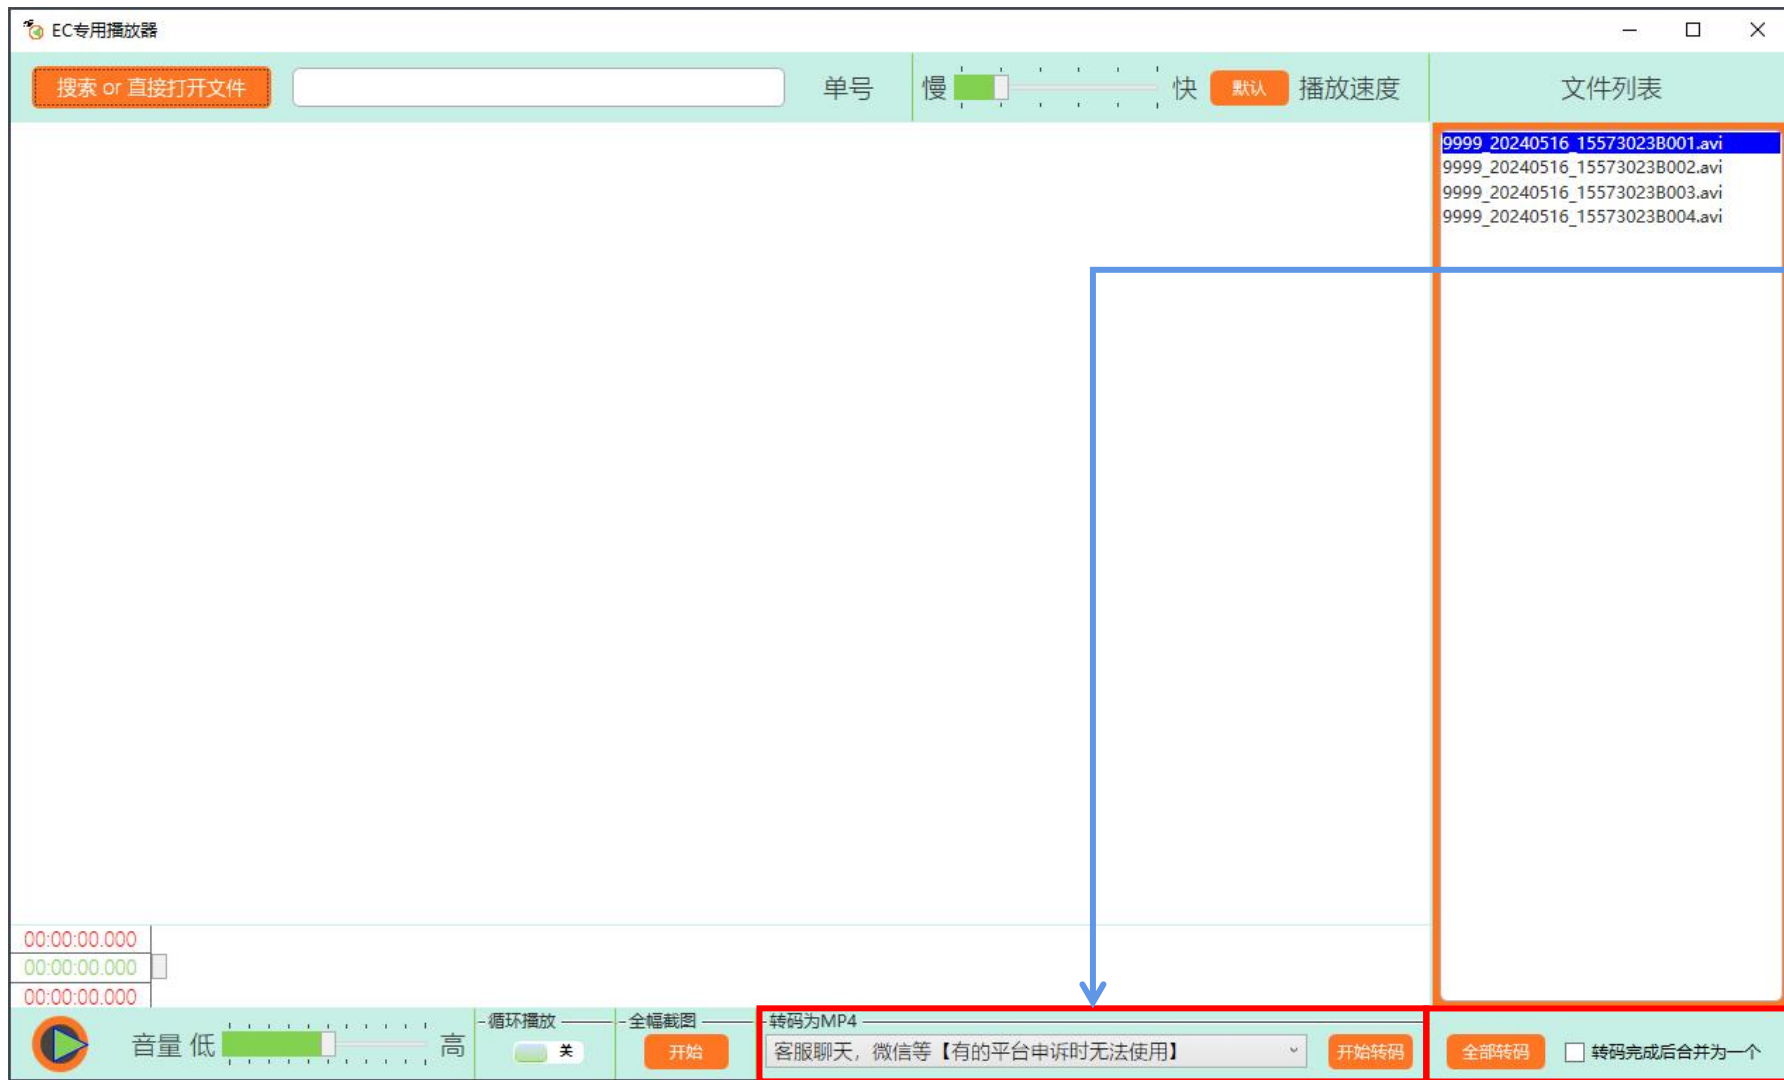 EC专用播放器
搜索 or 直接打开文件
单号
慢
快
默认
播放速度
文件列表
9999_20240516_15573023B001.avi
9999_20240516_15573023B002.avi
9999_20240516_15573023B003.avi
9999_20240516_15573023B004.avi
00:00:00.000
00:00:00.000
00:00:00.000
音量 低
高
循环播放
关
全幅截图
开始
转码为MP4
客服聊天，微信等【有的平台申诉时无法使用】
开始转码
全部转码
转码完成后合并为一个